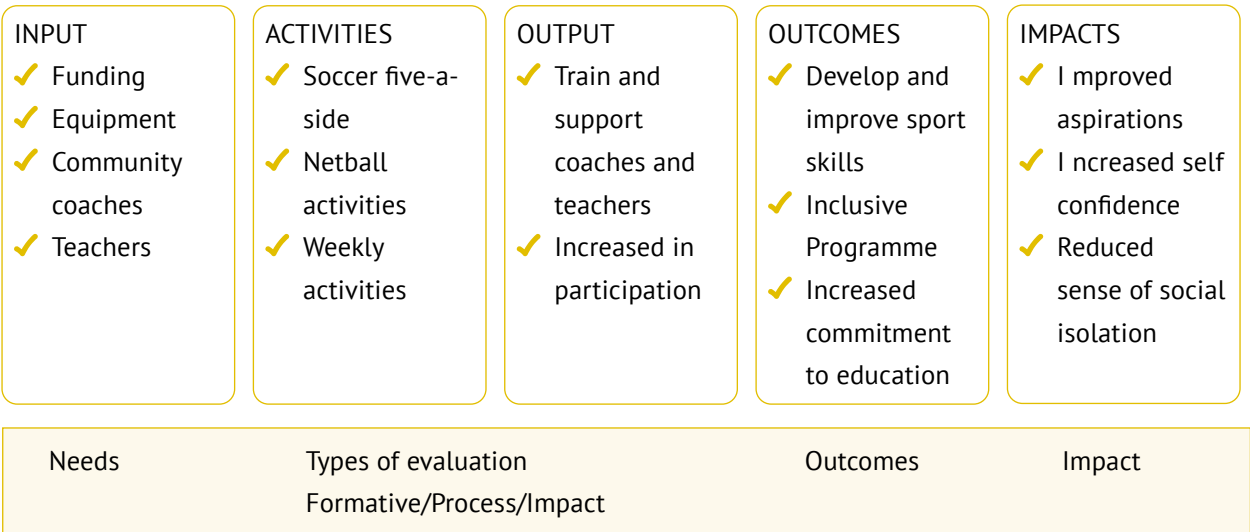 INPUT
✓ Funding
✓ Equipment
✓ Community
coaches
✓ Teachers
ACTIVITIES
✓ Soccer five-a-
side
✓ Netball
activities
✓ Weekly
activities
OUTPUT
✓ Train and
support
coaches and
teachers
✓ Increased in
participation
OUTCOMES
✓ Develop and
improve sport
skills
✓ Inclusive
Programme
✓ Increased
commitment
to education
IMPACTS
✓ I mproved
aspirations
✓ I ncreased self
confidence
✓ Reduced
sense of social
isolation
Needs
Types of evaluation
Formative/Process/Impact
Outcomes
Impact